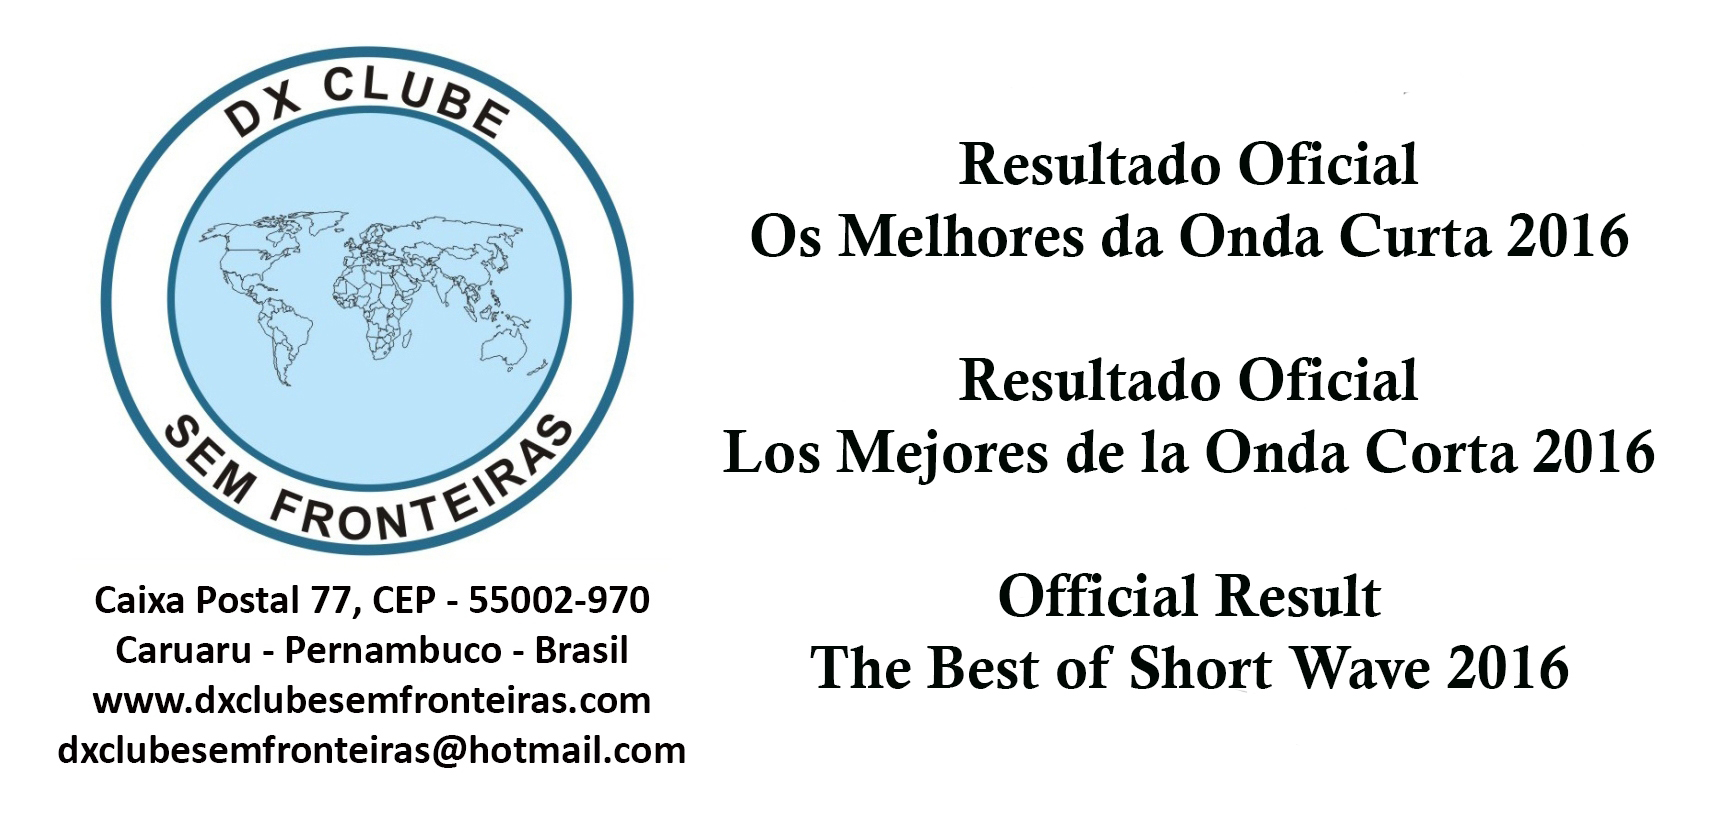 DX CLUBE
SEM FRONTEIRAS
Caixa Postal 77, CEP - 55002-970
Caruaru - Pernambuco - Brasil
www.dxclubesemfronteiras.com
dxclubesemfronteiras@hotmail.com
Resultado Oficial
Os Melhores da Onda Curta 2016
Resultado Oficial
Los Mejores de la Onda Corta 2016
Official Result
The Best of Short Wave 2016